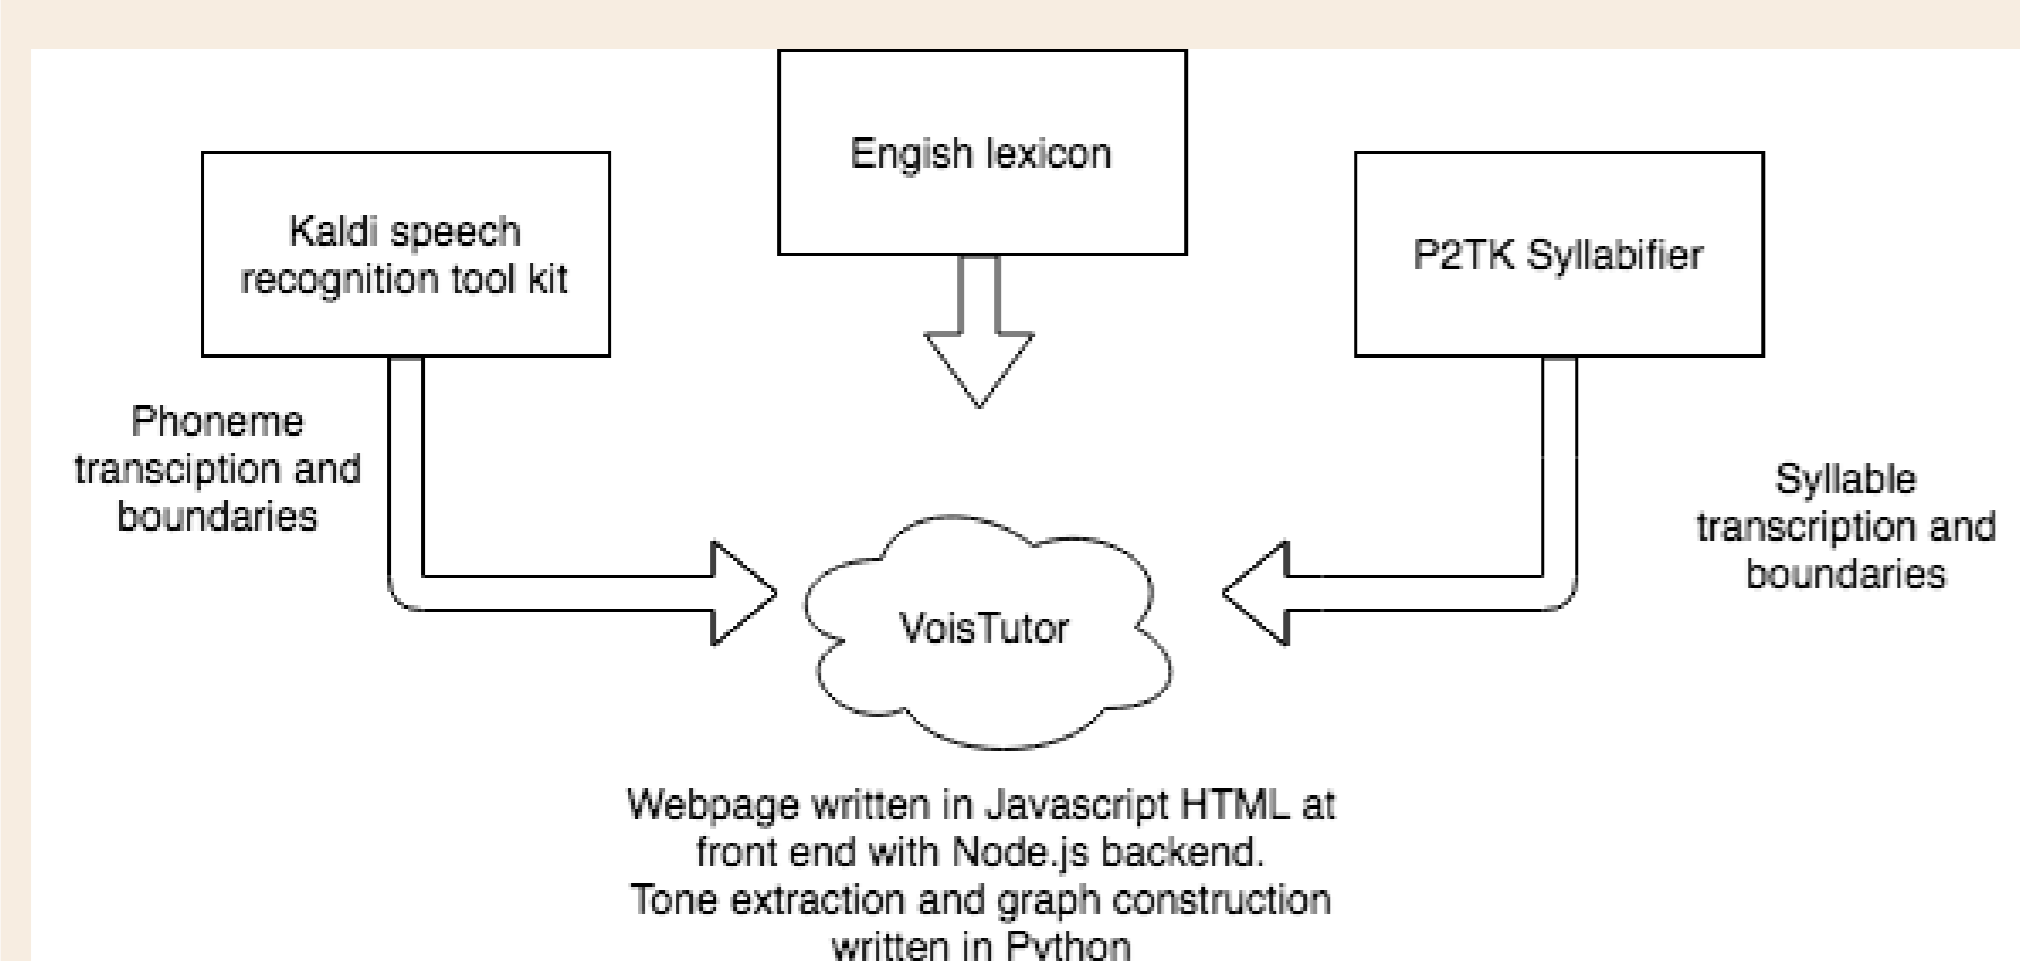 Engish lexicon
Kaldi speech
recognition tool kit
P2TK Syllabifier
Phoneme
transciption and
boundaries
Syllable
transcription and
boundaries
VoisTutor
Webpage written in Javascript HTML at
front end with Node.js backend.
Tone extraction and graph construction
written in Python